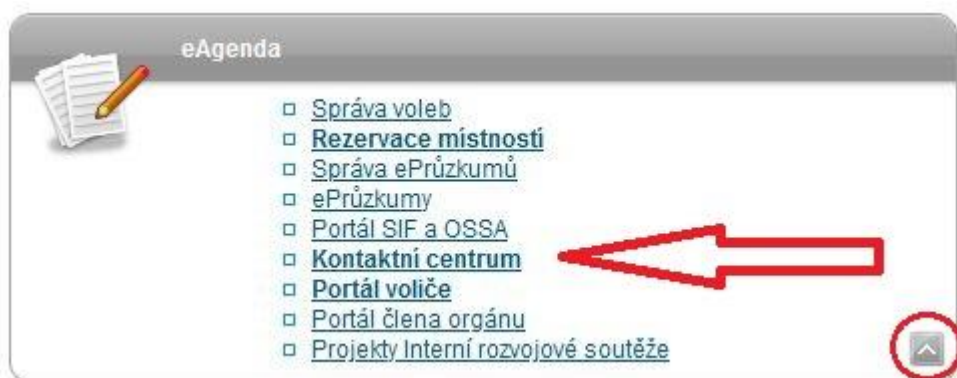 eAgenda
Správa voleb
Rezervace místností
Správa ePrůzkumů
ePrůzkumy
Portál SIF a OSSA
Kontaktní centrum
Portál voliče
Portál člena orgánu
Projekty Interní rozvojové soutěže